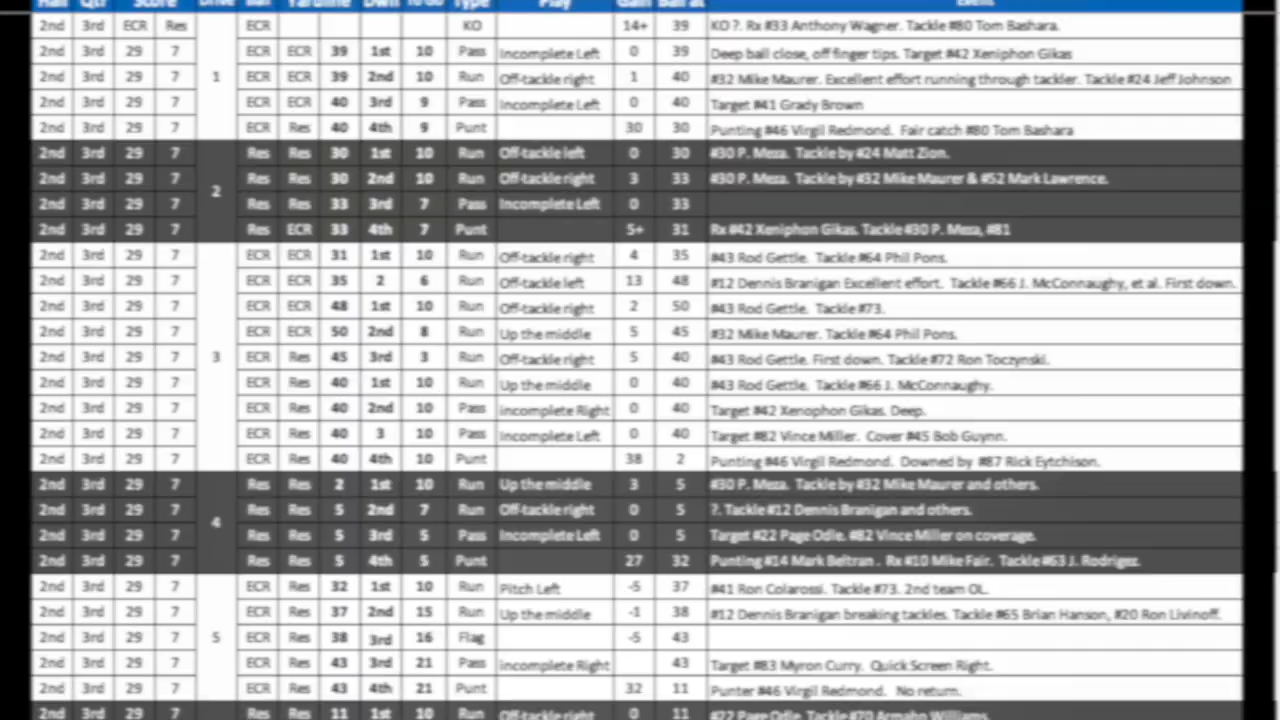 Half Qtr Score Drive Ball Yardline Dwn To Go Type Play Gain Ball at Event
2nd 3rd ECR Res ECR KO 14+ 39 KO ?. Rx #33 Anthony Wagner. Tackle #80 Tom Bashara.
2nd 3rd 29 7 ECR ECR 39 1st 10 Pass Incomplete Left 0 39 Deep ball close, off finger tips. Target #42 Xeniphon Gikas
2nd 3rd 29 7 1 ECR ECR 39 2nd 10 Run Off-tackle right 1 40 #32 Mike Maurer. Excellent effort running through tackler. Tackle #24 Jeff Johnson
2nd 3rd 29 7 ECR ECR 40 3rd 9 Pass Incomplete Left 0 40 Target #41 Grady Brown
2nd 3rd 29 7 ECR Res 40 4th 9 Punt 30 30 Punting #46 Virgil Redmond. Fair catch #80 Tom Bashara
2nd 3rd 29 7 Res Res 30 1st 10 Run Off-tackle left 0 30 #30 P. Meza. Tackle by #24 Matt Zion.
2nd 3rd 29 7 2 Res Res 30 2nd 10 Run Off-tackle right 3 33 #30 P. Meza. Tackle by #32 Mike Maurer & #52 Mark Lawrence.
2nd 3rd 29 7 Res Res 33 3rd 7 Pass Incomplete Left 0 33
2nd 3rd 29 7 Res ECR 33 4th 7 Punt 5+ 31 Rx #42 Xeniphon Gikas. Tackle #30 P. Meza, #81
2nd 3rd 29 7 ECR ECR 31 1st 10 Run Off-tackle right 4 35 #43 Rod Gettle. Tackle #64 Phil Pons.
2nd 3rd 29 7 ECR ECR 35 2 6 Run Off-tackle left 13 48 #12 Dennis Branigan Excellent effort. Tackle #66 J. McConnaughy, et al. First down.
2nd 3rd 29 7 ECR ECR 48 1st 10 Run Off-tackle right 2 50 #43 Rod Gettle. Tackle #73.
2nd 3rd 29 7 ECR ECR 50 2nd 8 Run Up the middle 5 45 #32 Mike Maurer. Tackle #64 Phil Pons.
2nd 3rd 29 7 3 ECR Res 45 3rd 3 Run Off-tackle right 5 40 #43 Rod Gettle. First down. Tackle #72 Ron Toczynski.
2nd 3rd 29 7 ECR Res 40 1st 10 Run Up the middle 0 40 #43 Rod Gettle. Tackle #66 J. McConnaughy.
2nd 3rd 29 7 ECR Res 40 2nd 10 Pass incomplete Right 0 40 Target #42 Xenophon Gikas. Deep.
2nd 3rd 29 7 ECR Res 40 3 10 Pass Incomplete Left 0 40 Target #82 Vince Miller. Cover #45 Bob Guynn.
2nd 3rd 29 7 ECR Res 40 4th 10 Punt 38 2 Punting #46 Virgil Redmond. Downed by #87 Rick Eytchison.
2nd 3rd 29 7 Res Res 2 1st 10 Run Up the middle 3 5 #30 P. Meza. Tackle by #32 Mike Maurer and others.
2nd 3rd 29 7 4 Res Res 5 2nd 7 Run Off-tackle right 0 5 ?. Tackle #12 Dennis Branigan and others.
2nd 3rd 29 7 Res Res 5 3rd 5 Pass Incomplete Left 0 5 Target #22 Page Odle. #82 Vince Miller on coverage.
2nd 3rd 29 7 Res Res 5 4th 5 Punt 27 32 Punting #14 Mark Beltran . Rx #10 Mike Fair. Tackle #63 J. Rodrigez.
2nd 3rd 29 7 ECR Res 32 1st 10 Run Pitch Left -5 37 #41 Ron Colarossi. Tackle #73. 2nd team OL.
2nd 3rd 29 7 ECR Res 37 2nd 15 Run Up the middle -1 38 #12 Dennis Branigan breaking tackles. Tackle #65 Brian Hanson, #20 Ron Livinoff.
2nd 3rd 29 7 5 ECR Res 38 3rd 16 Flag -5 43
2nd 3rd 29 7 ECR Res 43 3rd 21 Pass incomplete Right 43 Target #83 Myron Curry. Quick Screen Right.
2nd 3rd 29 7 ECR Res 43 4th 21 Punt 32 11 Punter #46 Virgil Redmond. No return.
2nd 3rd 29 7 Res Res 11 1st 10 Run Off-tackle right 0 11 #22 Page Odle. Tackle #70 Armahn Williams.